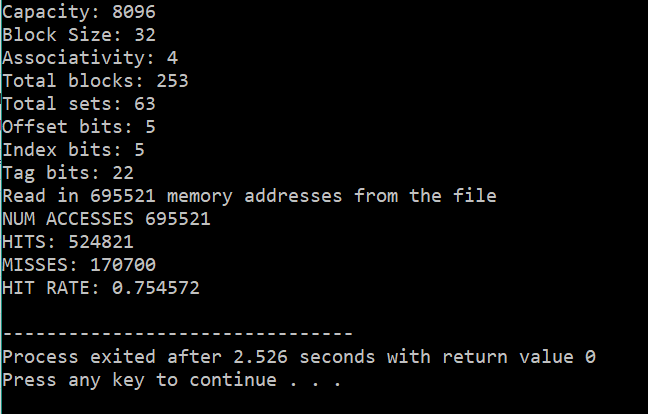 Capacity: 8096
Block Size: 32
Associativity: 4
Total blocks: 253
Total sets: 63
Offset bits: 5
Index bits: 5
Tag bits: 22
Read in 695521 memory addresses from the file
NUM ACCESSES 695521
HITS: 524821
MISSES: 170700
HIT RATE: 0.754572
--------------------------------
Process exited after 2.526 seconds with return value 0
Press any key to continue . . .